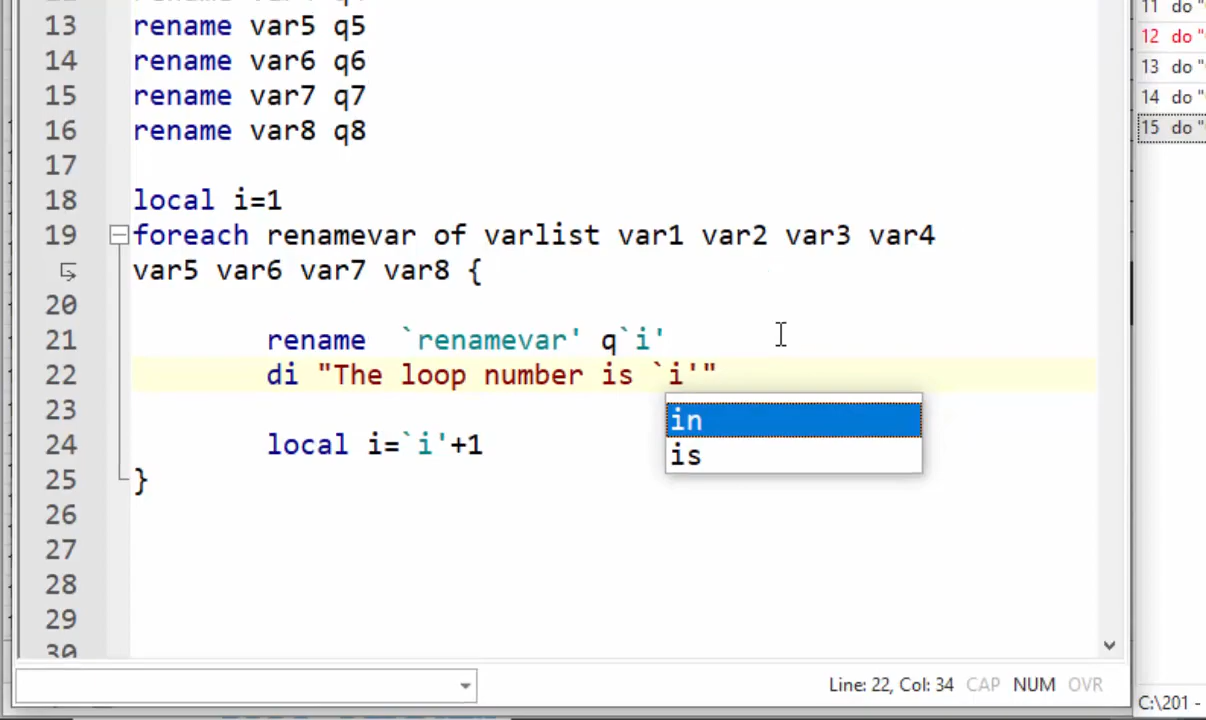 13 rename var5 q5
14 rename var6 q6
15 rename var7 q7
16 rename var8 q8
17
18 local i=1
19 foreach renamevar of varlist var1 var2 var3 var4
var5 var6 var7 var8 {
20
21 rename  `renamevar' q`i'
22 di "The loop number is `i'"
23
in
is
24 local i=`i'+1
25 }
26
27
28
29
30
Line: 22, Col: 34 CAP NUM OVR
11 do "
12 do "
13 do "
14 do "
15 do "
C:\201 -